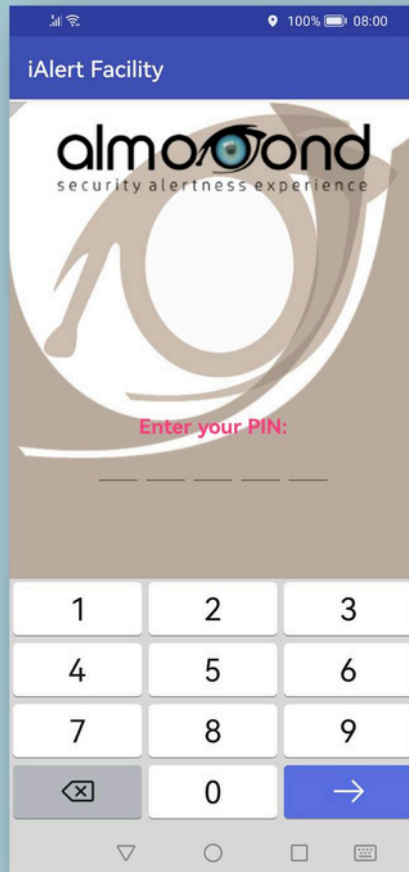 100% 08:00
iAlert Facility
almond
security alertness experience
Enter your PIN:
1 2 3
4 5 6
7 8 9
0